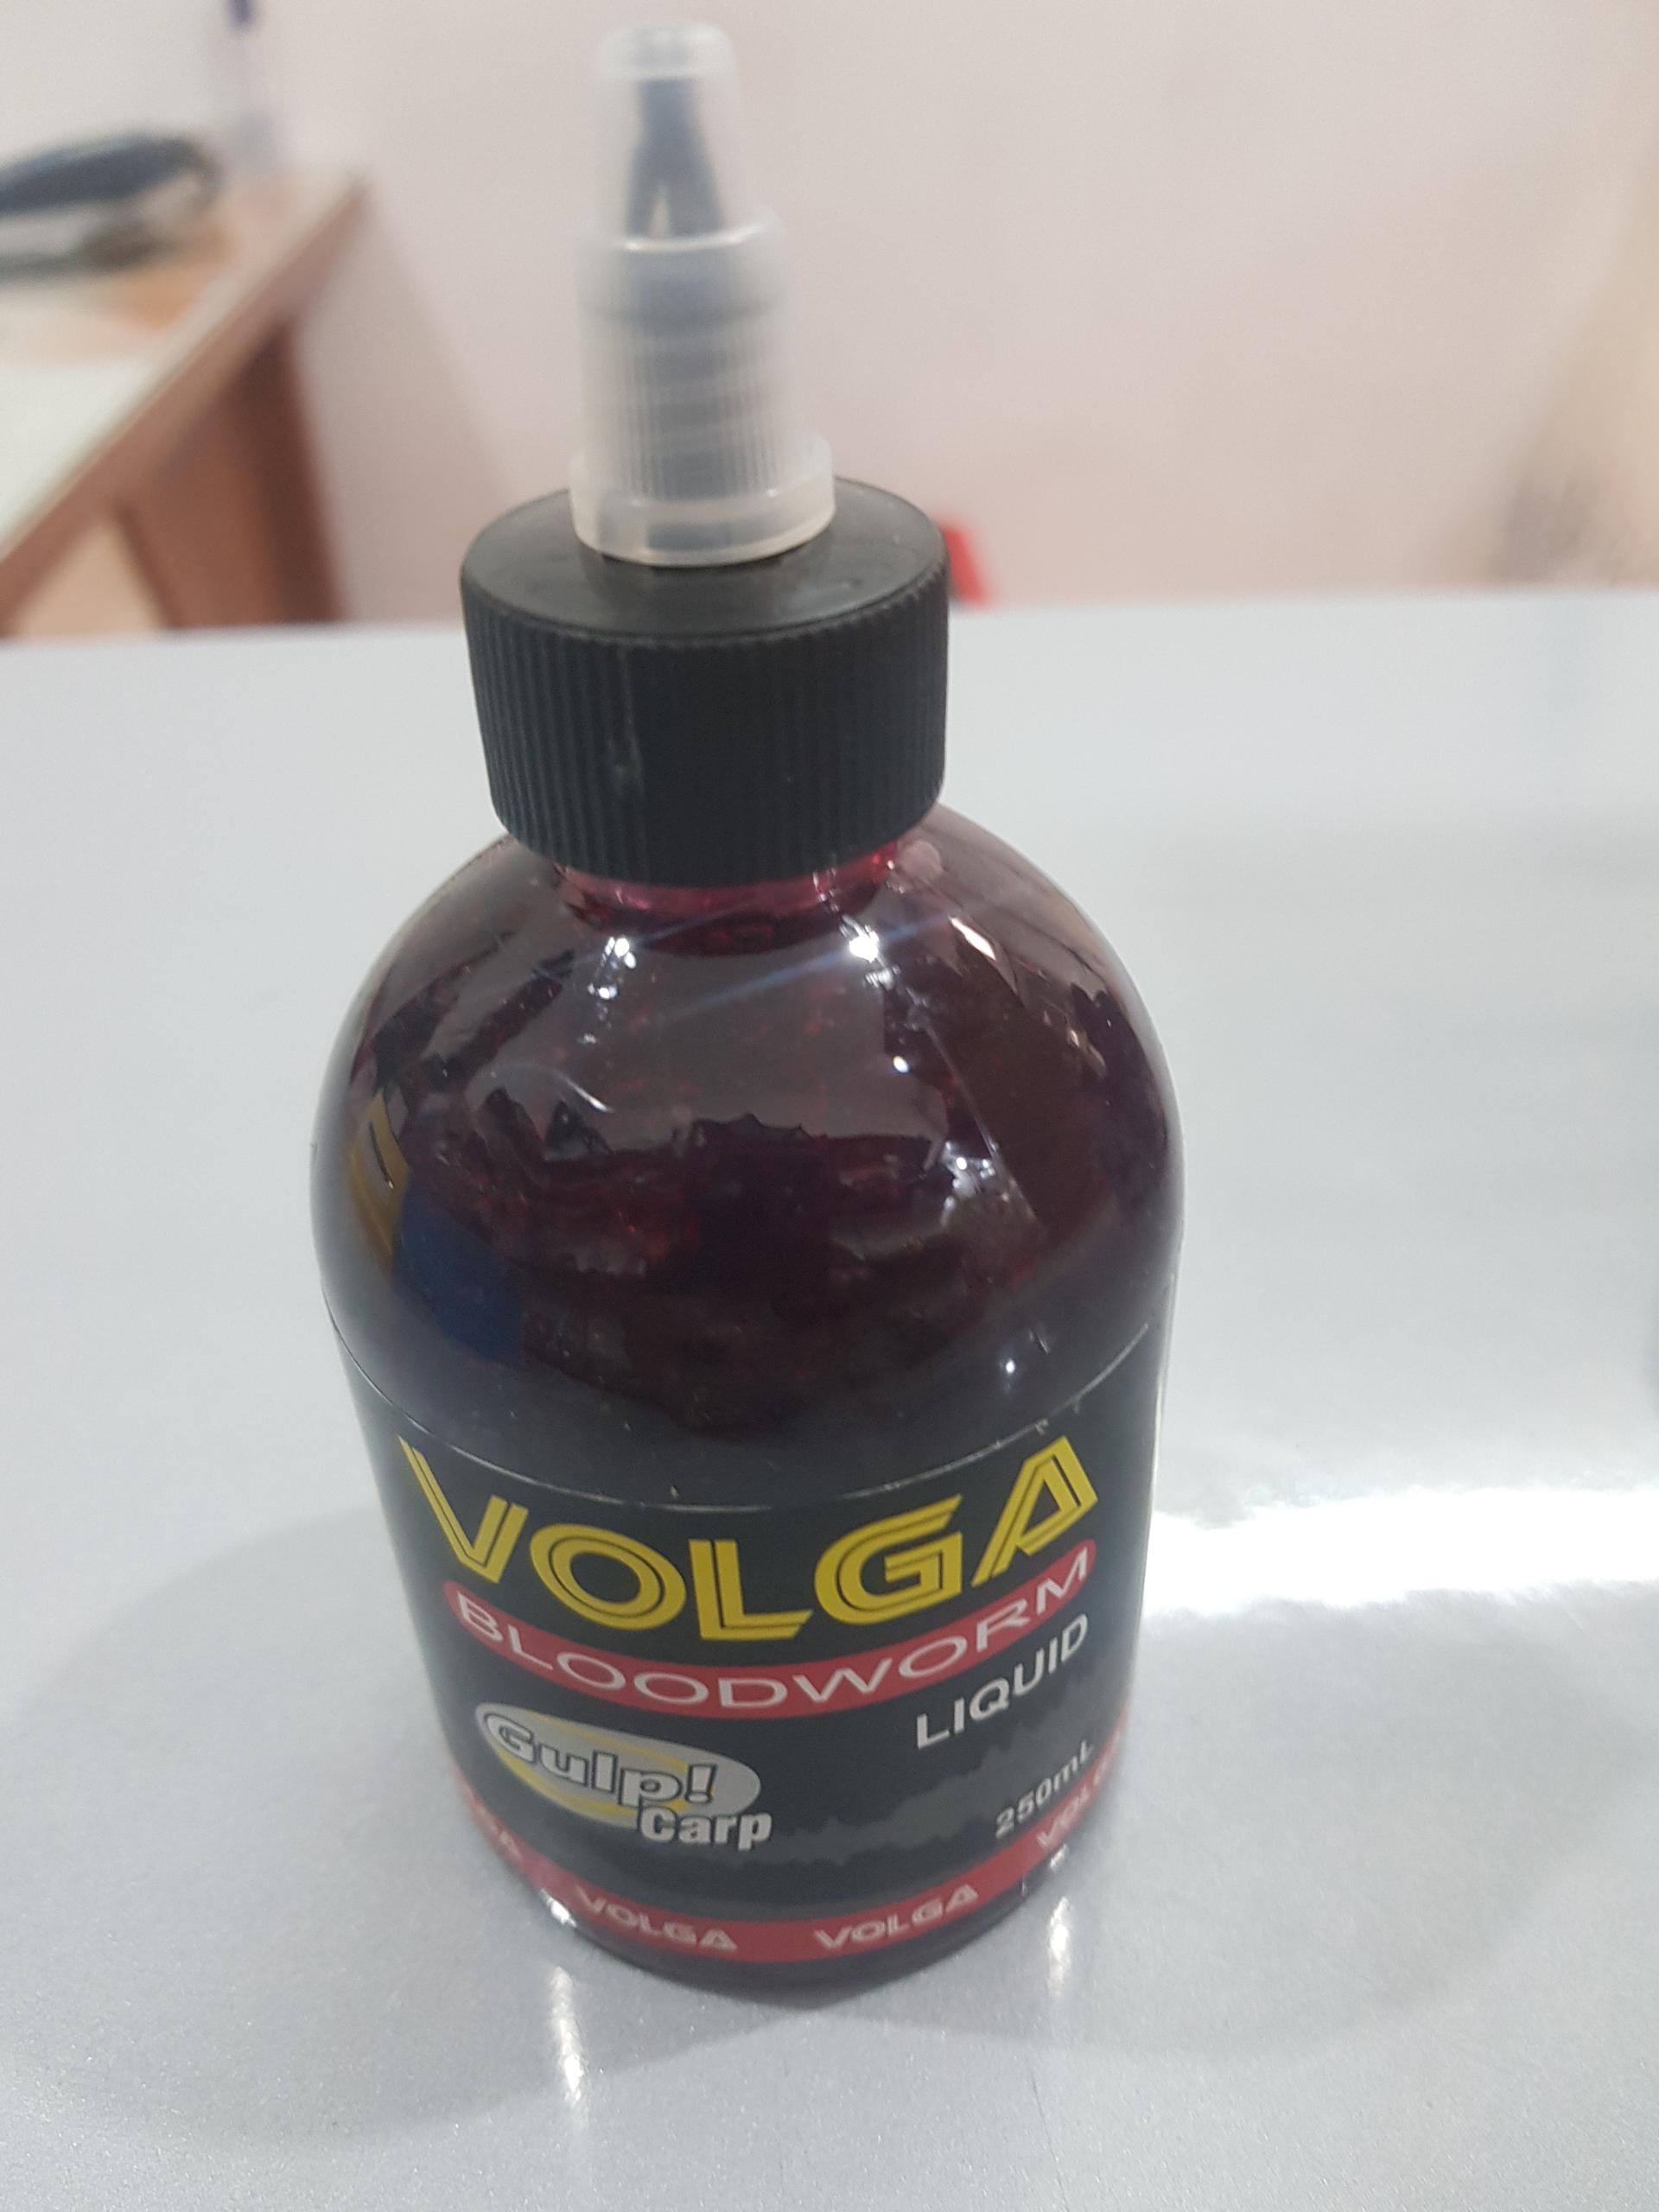 VOLGA
BLOODWORM
LIQUID
Gulp!
Carp
250mL
VOLGA VOLGA